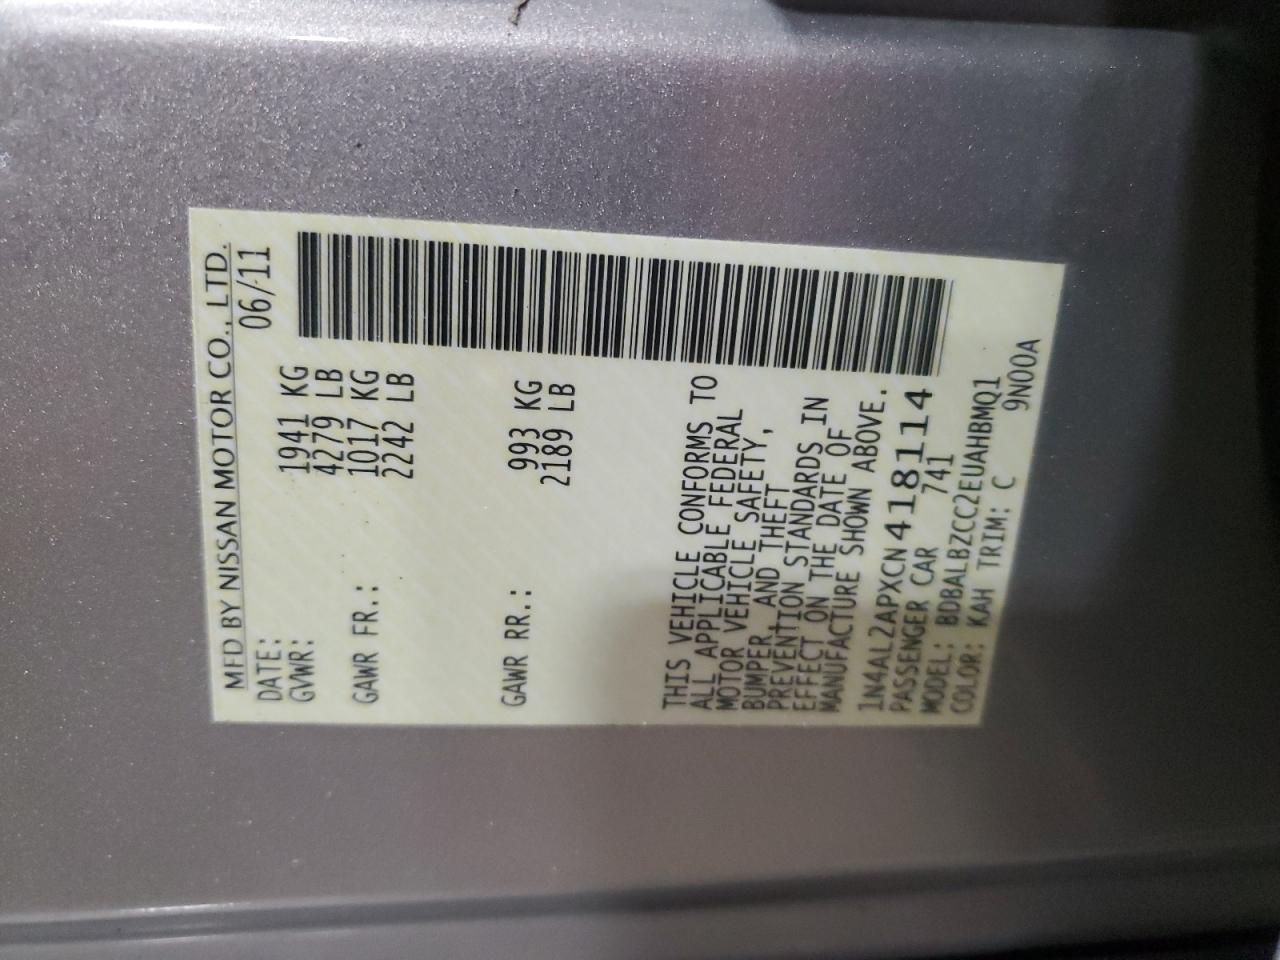 MFD BY NISSAN MOTOR CO., LTD.
DATE: 06/11
GVWR: 1941 KG
4279 LB
GAWR FR.: 1017 KG
2242 LB
GAWR RR.: 993 KG
2189 LB
THIS VEHICLE CONFORMS TO
ALL APPLICABLE FEDERAL
MOTOR VEHICLE SAFETY,
BUMPER, AND THEFT
PREVENTION STANDARDS IN
EFFECT ON THE DATE OF
MANUFACTURE SHOWN ABOVE.
1N4AL2APXCN418114
PASSENGER CAR 741
MODEL: BDBALBZCC2EUAHBMQ1
COLOR: KAH TRIM: C 9N00A